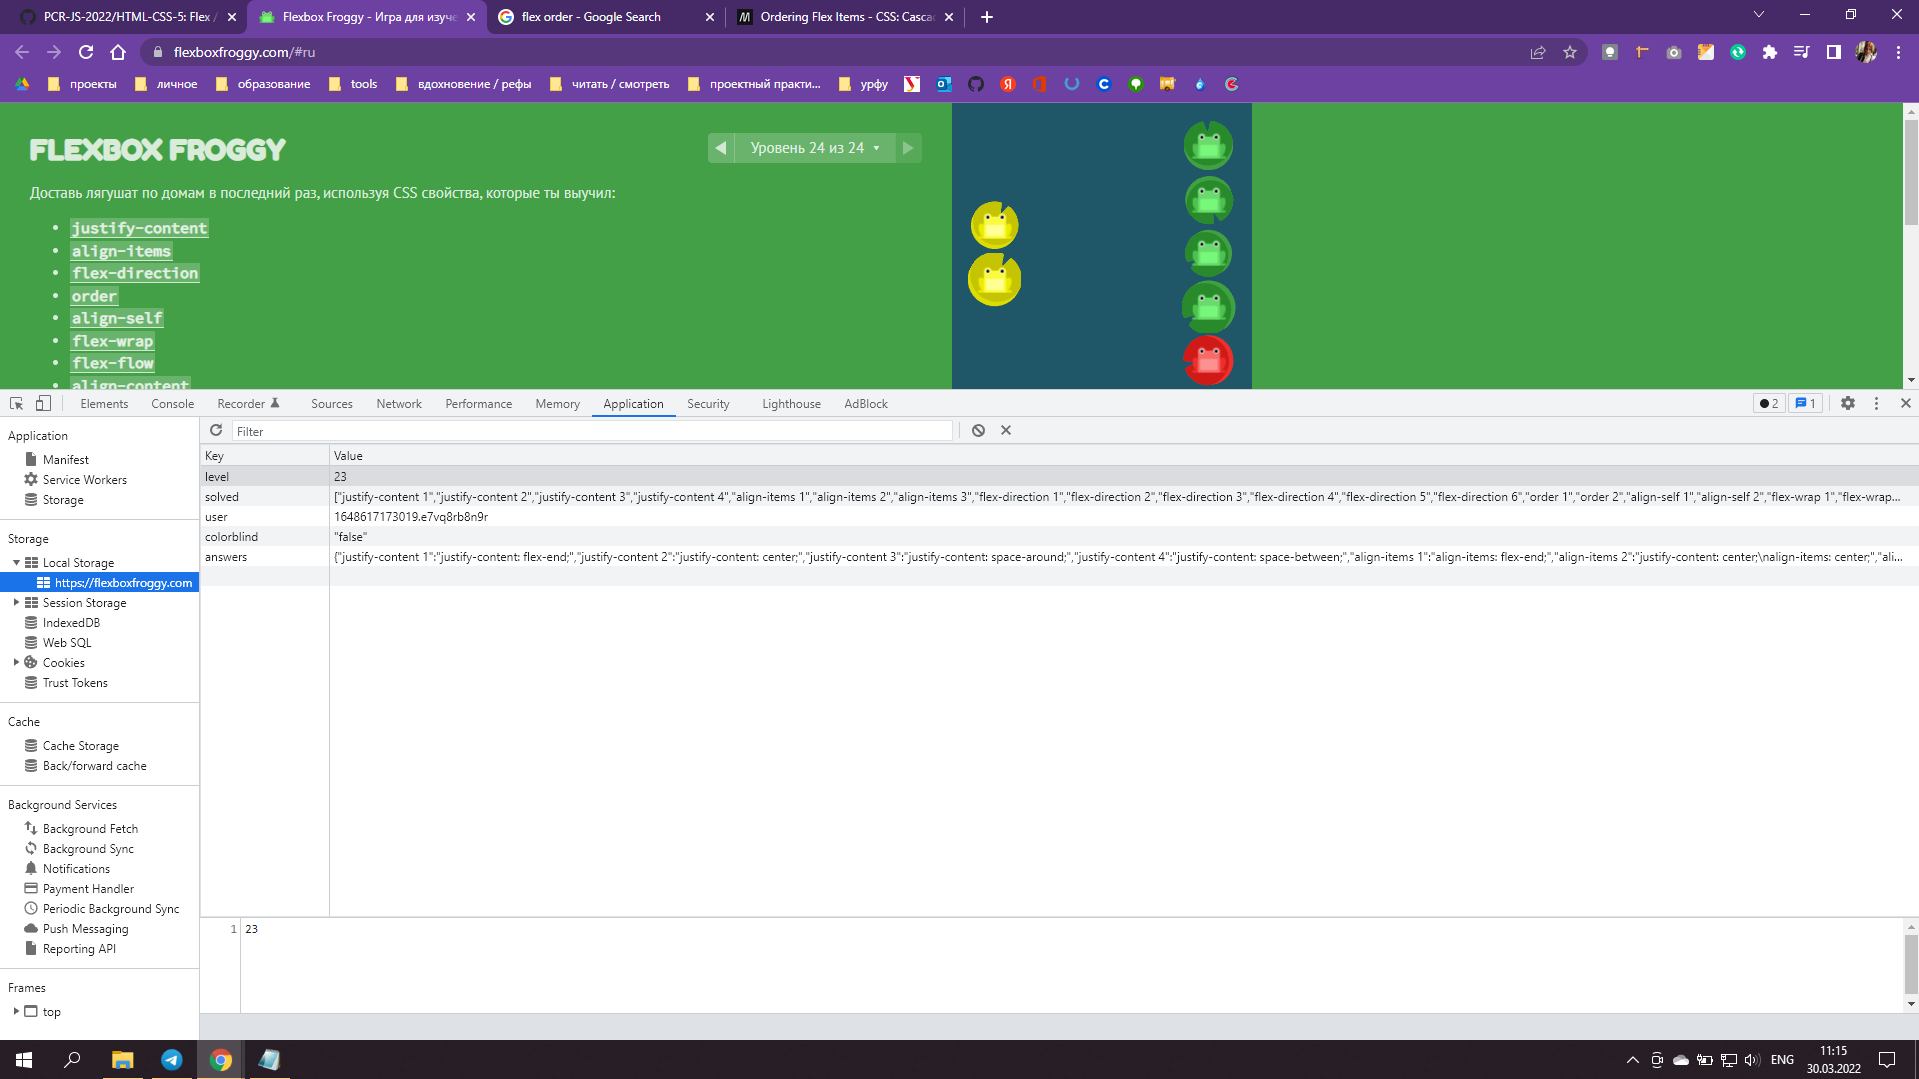 PCR-JS-2022/HTML-CSS-5: Flex /
Flexbox Froggy - Игра для изуче
flex order - Google Search
Ordering Flex Items - CSS: Casca
flexboxfroggy.com/#ru
проекты
личное
образование
tools
вдохновение / рефы
читать / смотреть
проектный практи...
урфу
FLEXBOX FROGGY
Уровень 24 из 24
Доставь лягушат по домам в последний раз, используя CSS свойства, которые ты выучил:
• justify-content
• align-items
• flex-direction
• order
• align-self
• flex-wrap
• flex-flow
• align-content
Elements
Console
Recorder
Sources
Network
Performance
Memory
Application
Security
Lighthouse
AdBlock
2
1
Application
Manifest
Service Workers
Storage
Storage
Local Storage
https://flexboxfroggy.com
Session Storage
IndexedDB
Web SQL
Cookies
Trust Tokens
Cache
Cache Storage
Back/forward cache
Background Services
Background Fetch
Background Sync
Notifications
Payment Handler
Periodic Background Sync
Push Messaging
Reporting API
Frames
top
Filter
Key Value
level 23
solved ["justify-content 1","justify-content 2","justify-content 3","justify-content 4","align-items 1","align-items 2","align-items 3","flex-direction 1","flex-direction 2","flex-direction 3","flex-direction 4","flex-direction 5","flex-direction 6","order 1","order 2","align-self 1","align-self 2","flex-wrap 1","flex-wrap...
user 1648617173019.e7vq8rb8n9r
colorblind "false"
answers {"justify-content 1":"justify-content: flex-end;","justify-content 2":"justify-content: center;","justify-content 3":"justify-content: space-around;","justify-content 4":"justify-content: space-between;","align-items 1":"align-items: flex-end;","align-items 2":"justify-content: center;\nalign-items: center;","ali...
1 23
ENG
11:15
30.03.2022